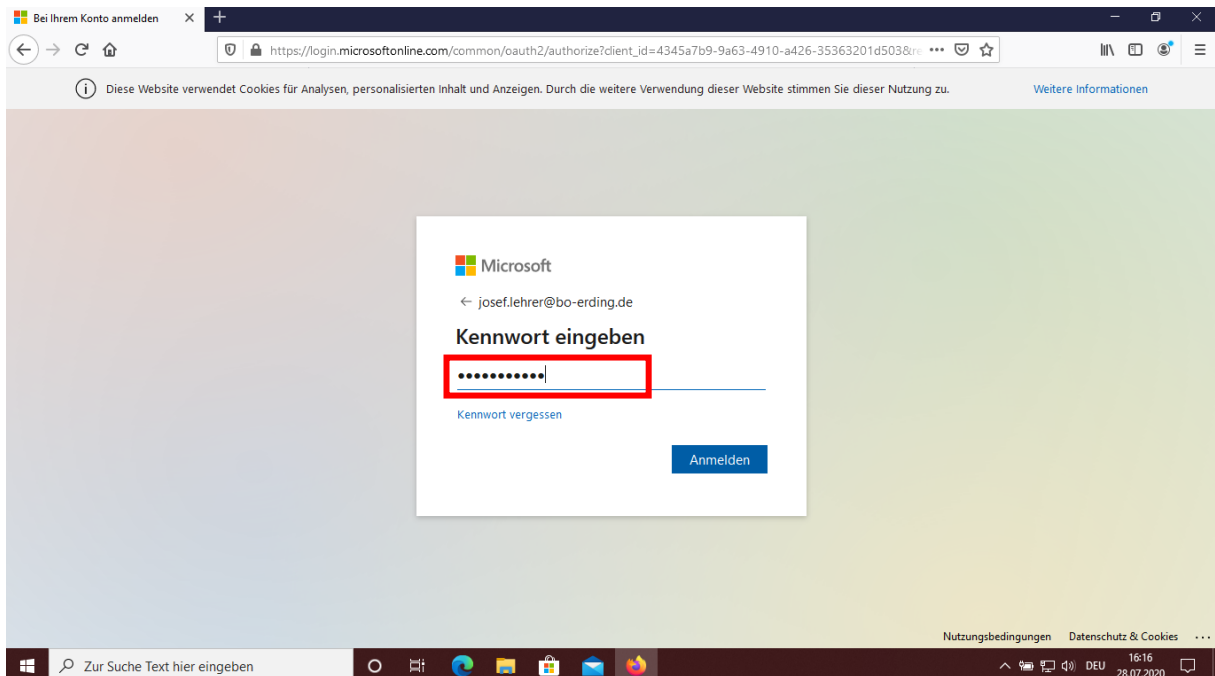 Bei Ihrem Konto anmelden
https://login.microsoftonline.com/common/oauth2/authorize?client_id=4345a7b9-9a63-4910-a426-35363201d503&re
Diese Website verwendet Cookies für Analysen, personalisierten Inhalt und Anzeigen. Durch die weitere Verwendung dieser Website stimmen Sie dieser Nutzung zu. Weitere Informationen
Microsoft
josef.lehrer@bo-erding.de
Kennwort eingeben
•••••••••••
Kennwort vergessen
Anmelden
Nutzungsbedingungen Datenschutz & Cookies ...
Zur Suche Text hier eingeben
DEU
16:16
28.07.2020